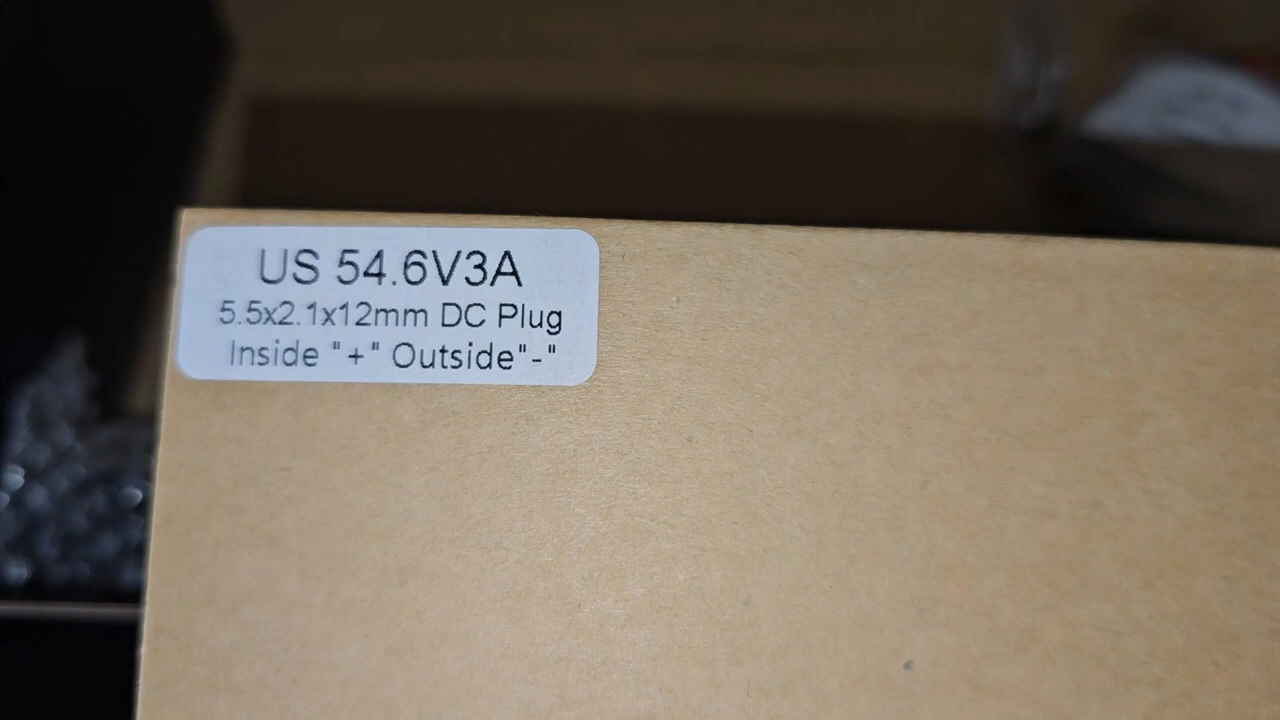 US 54.6V3A
5.5x2.1x12mm DC Plug
Inside "+" Outside"-"